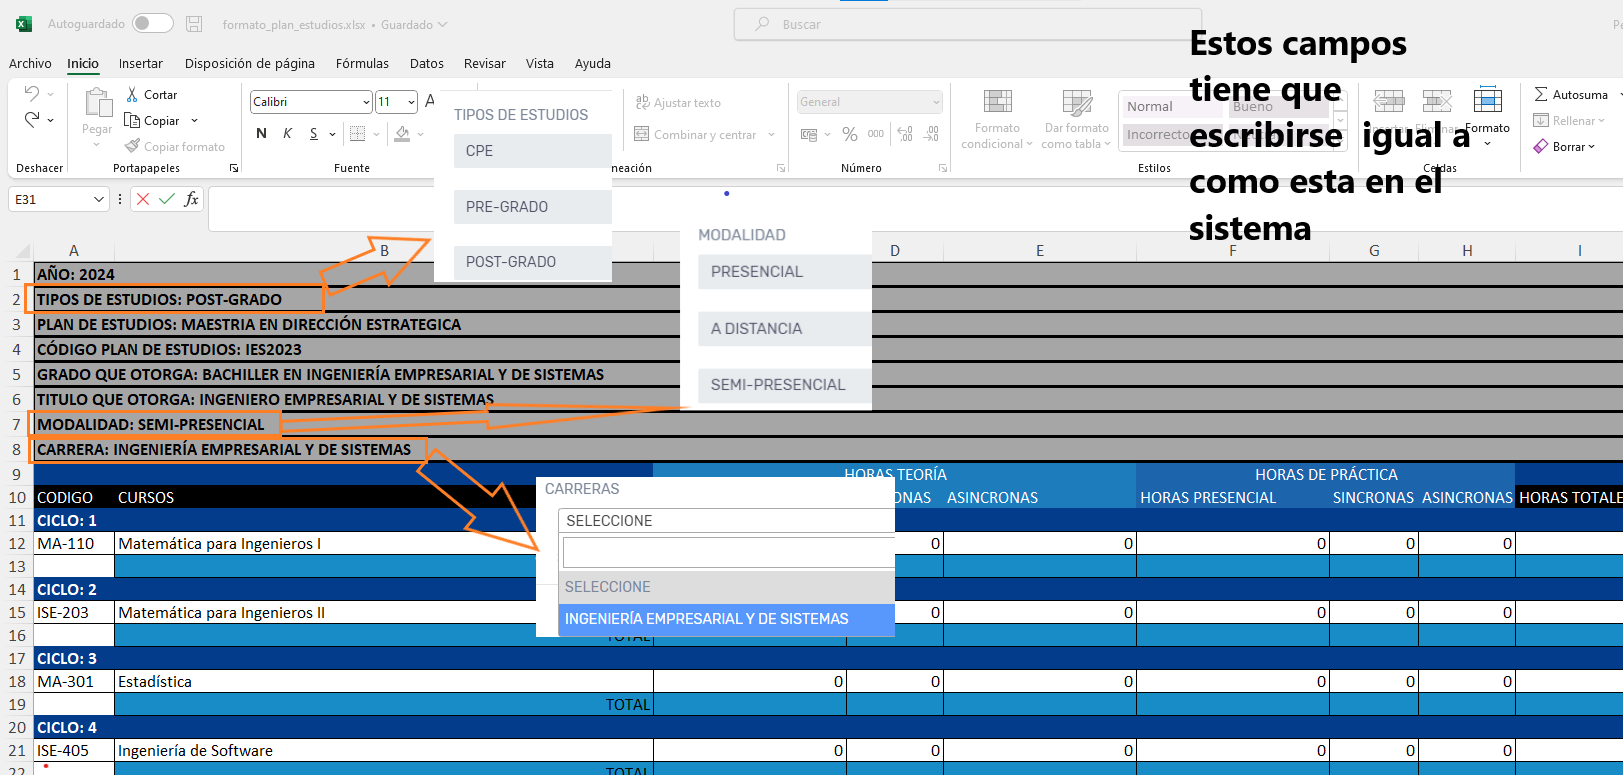 Autoguardado
formato_plan_estudios.xlsx • Guardado
Buscar
Archivo Inicio Insertar Disposición de página Fórmulas Datos Revisar Vista Ayuda
Estos campos
tiene que
escribirse igual a
como esta en el
sistema
Pegar
Cortar
Copiar
Copiar formato
Calibri 11
N K S
Ajustar texto
Combinar y centrar
General
% 000
Formato
condicional
Dar formato
como tabla
Normal Bueno
Incorrecto
Eliminar Formato
Autosuma
Rellenar
Borrar
Deshacer Portapapeles Fuente neación Número Estilos Celdas
TIPOS DE ESTUDIOS
CPE
PRE-GRADO
POST-GRADO
E31 fx
MODALIDAD
PRESENCIAL
A DISTANCIA
SEMI-PRESENCIAL
A B D E F G H I
1 AÑO: 2024
2 TIPOS DE ESTUDIOS: POST-GRADO
3 PLAN DE ESTUDIOS: MAESTRIA EN DIRECCIÓN ESTRATEGICA
4 CÓDIGO PLAN DE ESTUDIOS: IES2023
5 GRADO QUE OTORGA: BACHILLER EN INGENIERÍA EMPRESARIAL Y DE SISTEMAS
6 TITULO QUE OTORGA: INGENIERO EMPRESARIAL Y DE SISTEMAS
7 MODALIDAD: SEMI-PRESENCIAL
8 CARRERA: INGENIERÍA EMPRESARIAL Y DE SISTEMAS
9 HORAS TEORÍA HORAS DE PRÁCTICA
10 CODIGO CURSOS ONAS ASINCRONAS HORAS PRESENCIAL SINCRONAS ASINCRONAS HORAS TOTALE
CARRERAS
SELECCIONE
SELECCIONE
INGENIERÍA EMPRESARIAL Y DE SISTEMAS
11 CICLO: 1
12 MA-110 Matemática para Ingenieros I 0 0 0 0 0
13
14 CICLO: 2
15 ISE-203 Matemática para Ingenieros II 0 0 0 0 0
16 TOTAL
17 CICLO: 3
18 MA-301 Estadística 0 0 0 0 0 0
19 TOTAL
20 CICLO: 4
21 ISE-405 Ingeniería de Software 0 0 0 0 0 0
22 TOTAL